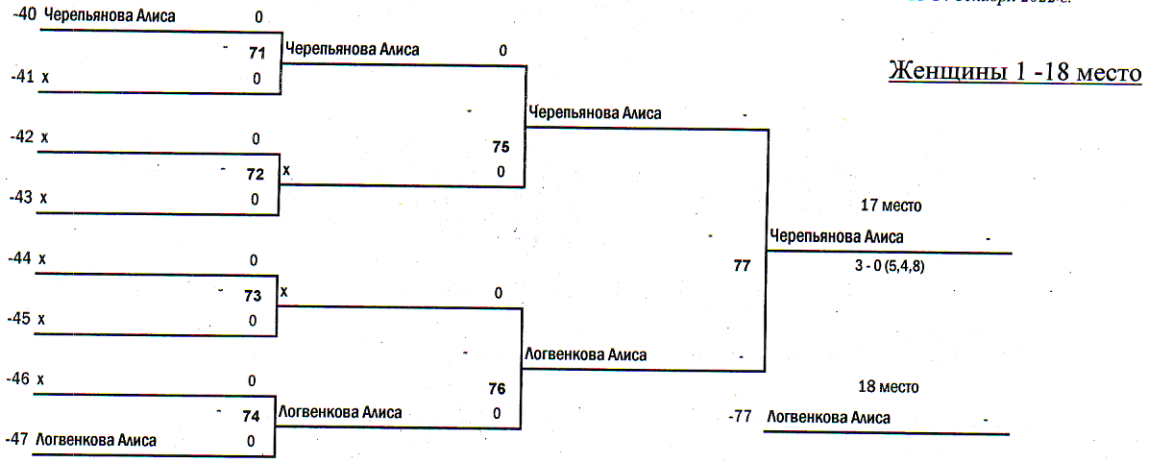 декабря 2022 г.
Женщины 1 -18 место
-40 Черепьянова Алиса 0
- 71 Черепьянова Алиса 0
-41 x 0
- Черепьянова Алиса -
-42 x 0 75
- 72 x 0
-43 x 0
17 место
- Черепьянова Алиса -
-44 x 0 77 3 - 0 (5,4,8)
- 73 x 0
-45 x 0
- Логвенкова Алиса -
-46 x 0 76 18 место
- 74 Логвенкова Алиса 0 -77 Логвенкова Алиса -
-47 Логвенкова Алиса 0